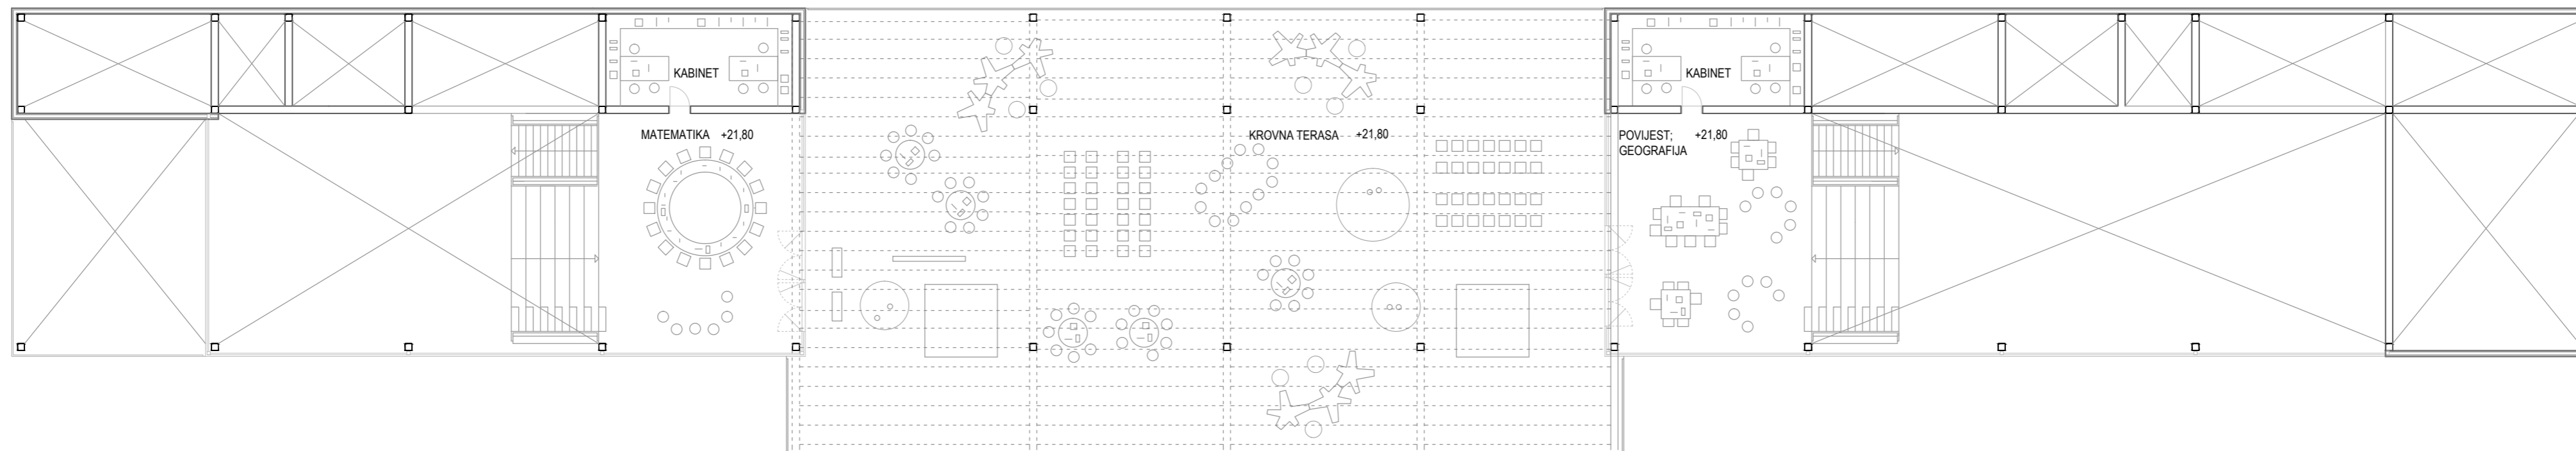 KABINET
MATEMATIKA +21,80
KROVNA TERASA +21,80
KABINET
POVIJEST; +21,80
GEOGRAFIJA